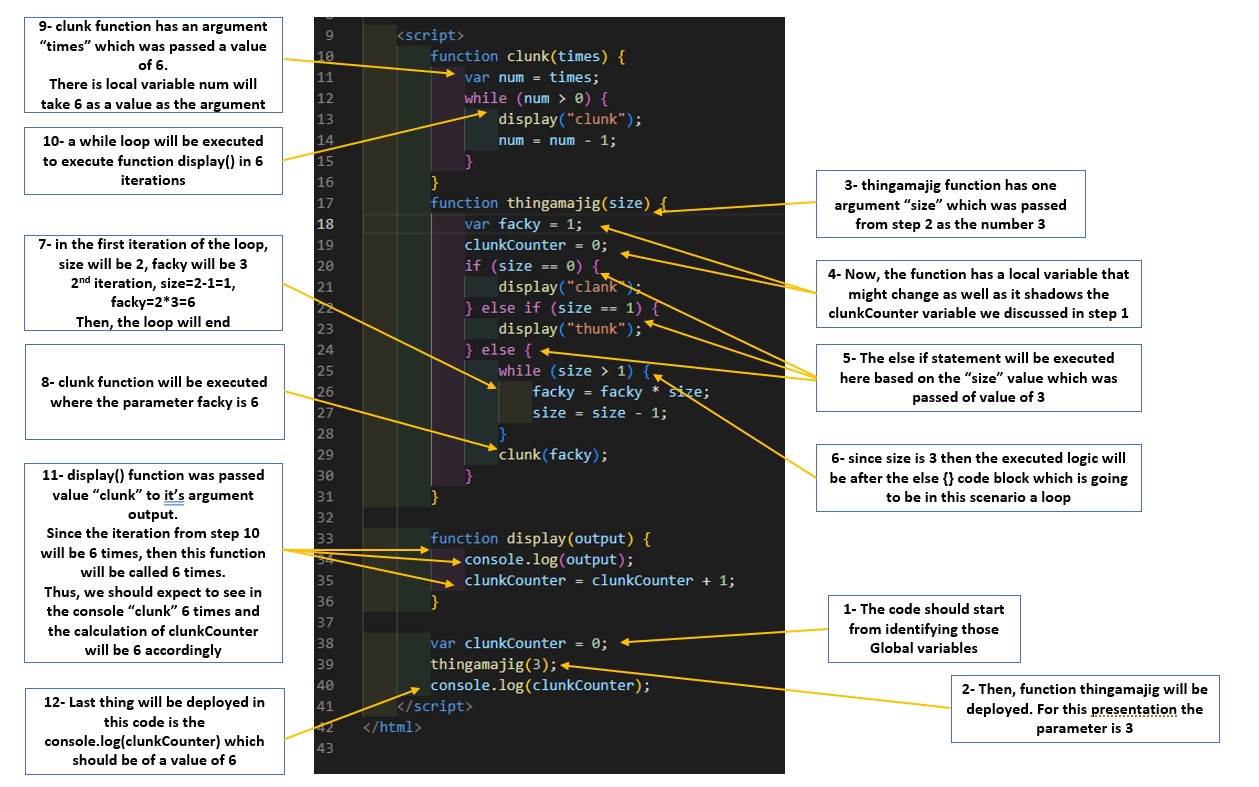 9- clunk function has an argument
“times” which was passed a value
of 6.
There is local variable num will
take 6 as a value as the argument
10- a while loop will be executed
to execute function display() in 6
iterations
7- in the first iteration of the loop,
size will be 2, facky will be 3
2nd iteration, size=2-1=1,
facky=2*3=6
Then, the loop will end
8- clunk function will be executed
where the parameter facky is 6
11- display() function was passed
value “clunk” to it’s argument
output.
Since the iteration from step 10
will be 6 times, then this function
will be called 6 times.
Thus, we should expect to see in
the console “clunk” 6 times and
the calculation of clunkCounter
will be 6 accordingly
12- Last thing will be deployed in
this code is the
console.log(clunkCounter) which
should be of a value of 6
9 <script>
10 function clunk(times) {
11 var num = times;
12 while (num > 0) {
13 display("clunk");
14 num = num - 1;
15 }
16 }
17 function thingamajig(size) {
18 var facky = 1;
19 clunkCounter = 0;
20 if (size == 0) {
21 display("clank");
22 } else if (size == 1) {
23 display("thunk");
24 } else {
25 while (size > 1) {
26 facky = facky * size;
27 size = size - 1;
28 }
29 clunk(facky);
30 }
31 }
32
33 function display(output) {
34 console.log(output);
35 clunkCounter = clunkCounter + 1;
36 }
37
38 var clunkCounter = 0;
39 thingamajig(3);
40 console.log(clunkCounter);
41 </script>
42 </html>
43
3- thingamajig function has one
argument “size” which was passed
from step 2 as the number 3
4- Now, the function has a local variable that
might change as well as it shadows the
clunkCounter variable we discussed in step 1
5- The else if statement will be executed
here based on the “size” value which was
passed of value of 3
6- since size is 3 then the executed logic will
be after the else {} code block which is going
to be in this scenario a loop
1- The code should start
from identifying those
Global variables
2- Then, function thingamajig will be
deployed. For this presentation the
parameter is 3